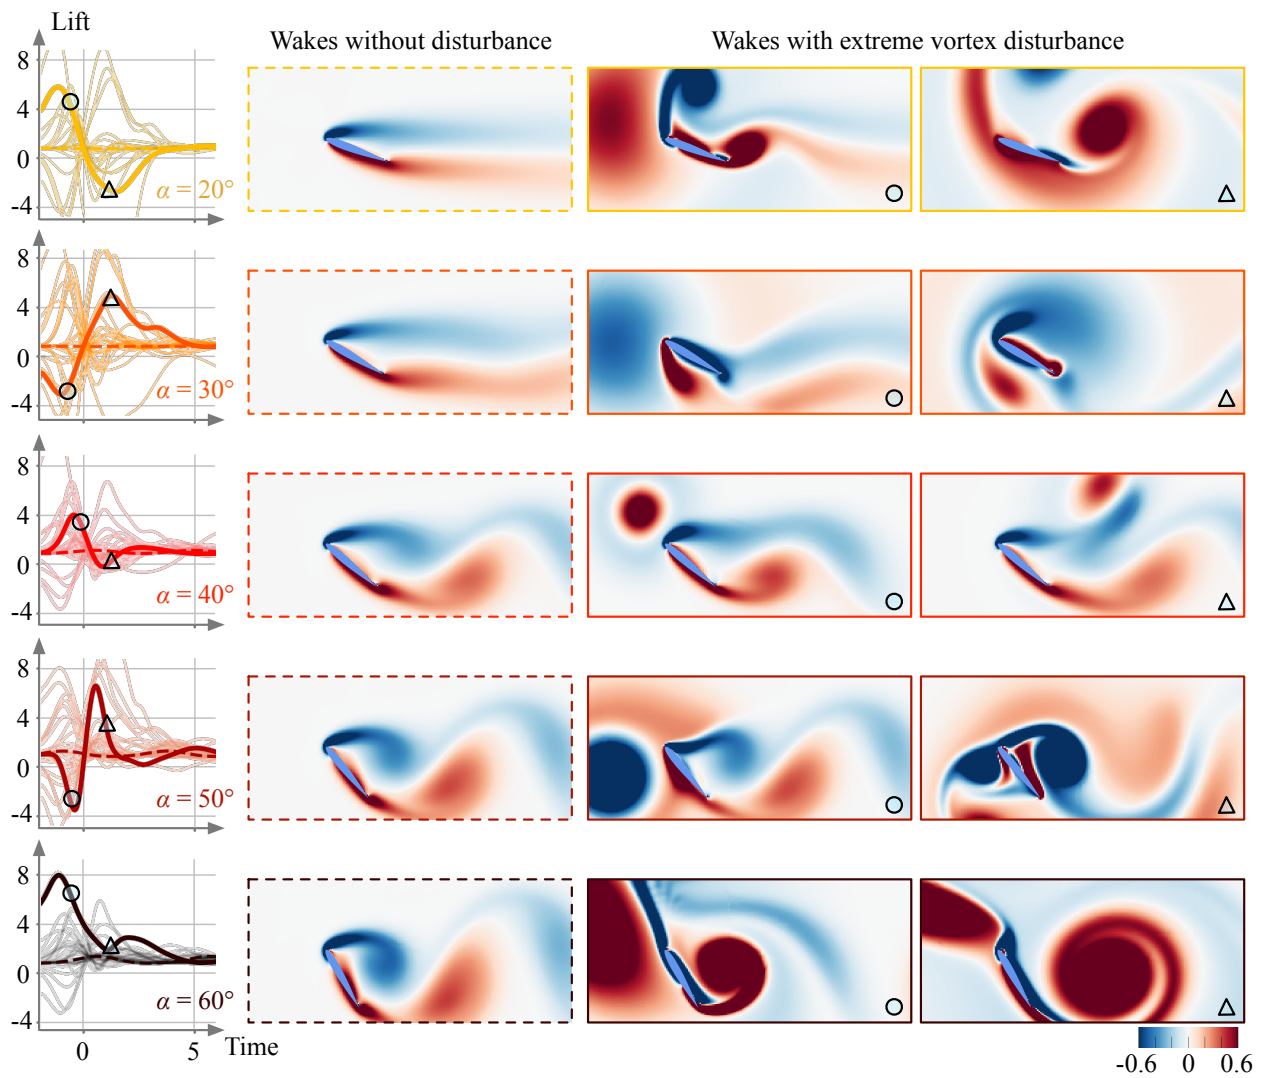 Lift
Wakes without disturbance
Wakes with extreme vortex disturbance
8
4
0
-4
α = 20°
8
4
0
-4
α = 30°
8
4
0
-4
α = 40°
8
4
0
-4
α = 50°
8
4
0
-4
α = 60°
0 5 Time
-0.6 0 0.6